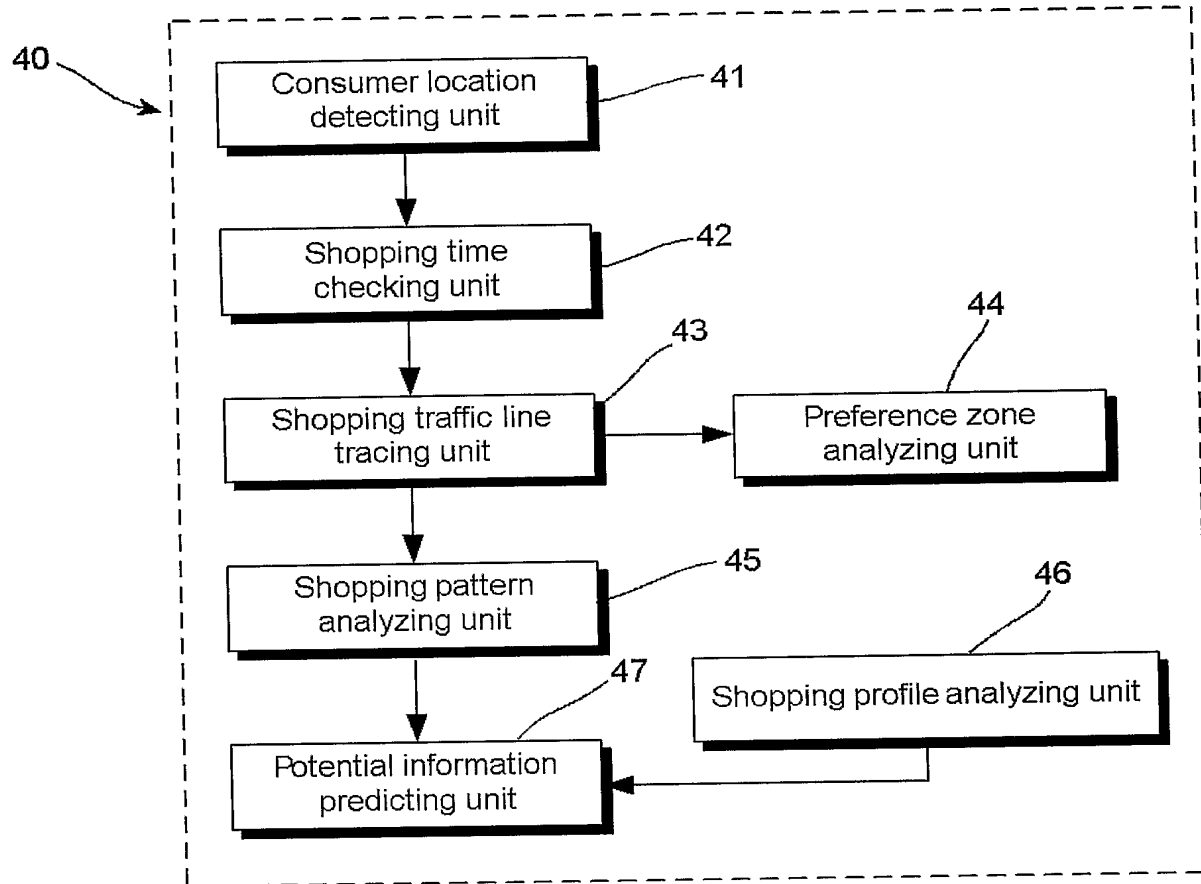 40
Consumer location
detecting unit
41
Shopping time
checking unit
42
Shopping traffic line
tracing unit
43
Preference zone
analyzing unit
44
Shopping pattern
analyzing unit
45
Shopping profile analyzing unit
46
Potential information
predicting unit
47